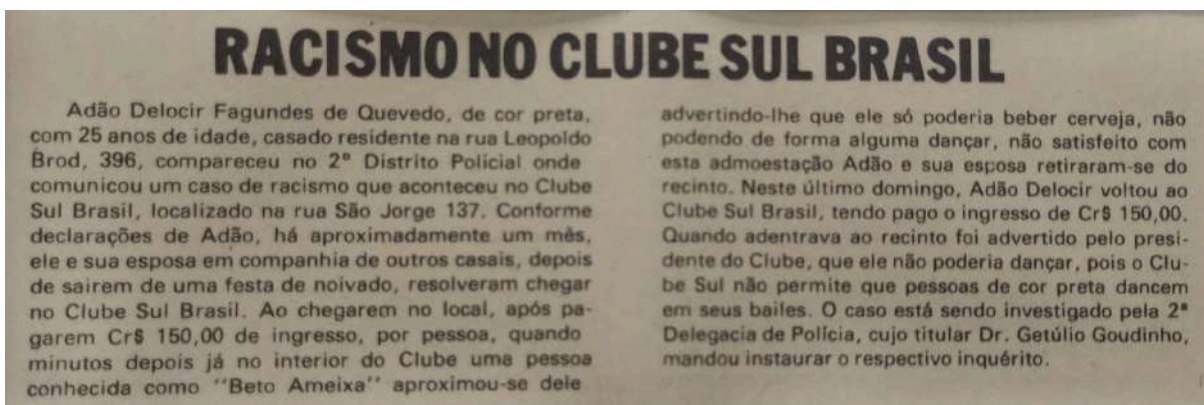 RACISMO NO CLUBE SUL BRASIL
Adão Delocir Fagundes de Quevedo, de cor preta,
com 25 anos de idade, casado residente na rua Leopoldo
Brod, 396, compareceu no 2º Distrito Policial onde
comunicou um caso de racismo que aconteceu no Clube
Sul Brasil, localizado na rua São Jorge 137. Conforme
declarações de Adão, há aproximadamente um mês,
ele e sua esposa em companhia de outros casais, depois
de sairem de uma festa de noivado, resolveram chegar
no Clube Sul Brasil. Ao chegarem no local, após pa-
garem Cr$ 150,00 de ingresso, por pessoa, quando
minutos depois já no interior do Clube uma pessoa
conhecida como "Beto Ameixa" aproximou-se dele
advertindo-lhe que ele só poderia beber cerveja, não
podendo de forma alguma dançar, não satisfeito com
esta admoestação Adão e sua esposa retiraram-se do
recinto. Neste último domingo, Adão Delocir voltou ao
Clube Sul Brasil, tendo pago o ingresso de Cr$ 150,00.
Quando adentrava ao recinto foi advertido pelo presi-
dente do Clube, que ele não poderia dançar, pois o Clu-
be Sul não permite que pessoas de cor preta dancem
em seus bailes. O caso está sendo investigado pela 2ª
Delegacia de Polícia, cujo titular Dr. Getúlio Goudinho,
mandou instaurar o respectivo inquérito.